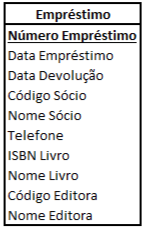 Empréstimo
Número Empréstimo
Data Empréstimo
Data Devolução
Código Sócio
Nome Sócio
Telefone
ISBN Livro
Nome Livro
Código Editora
Nome Editora